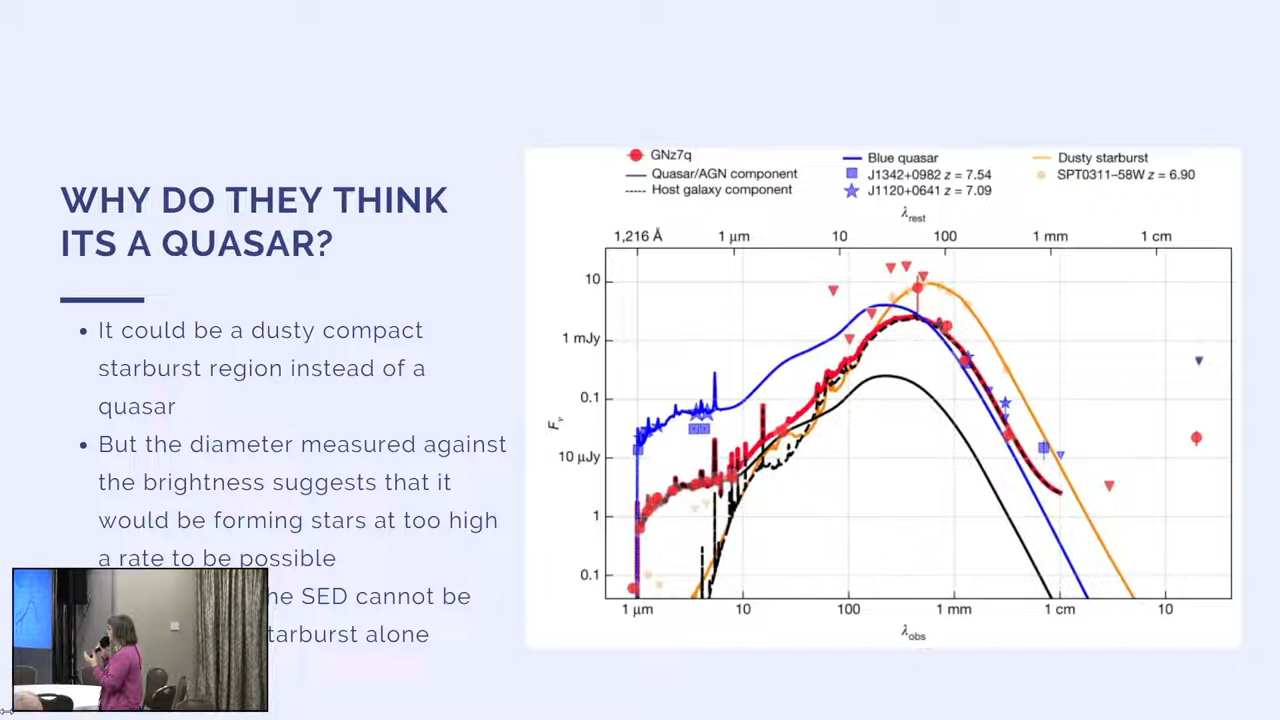 WHY DO THEY THINK
ITS A QUASAR?
It could be a dusty compact
starburst region instead of a
quasar
But the diameter measured against
the brightness suggests that it
would be forming stars at too high
a rate to be possible
SED cannot be
alone
GNz7q
Quasar/AGN component
Host galaxy component
Blue quasar
J1342+0982 z = 7.54
J1120+0641 z = 7.09
Dusty starburst
SPT0311–58W z = 6.90
λrest
1,216 Å 1 μm 10 100 1 mm 1 cm
10
1 mJy
0.1
10 μJy
1
0.1
Fν
1 μm 10 100 1 mm 1 cm 10
λobs